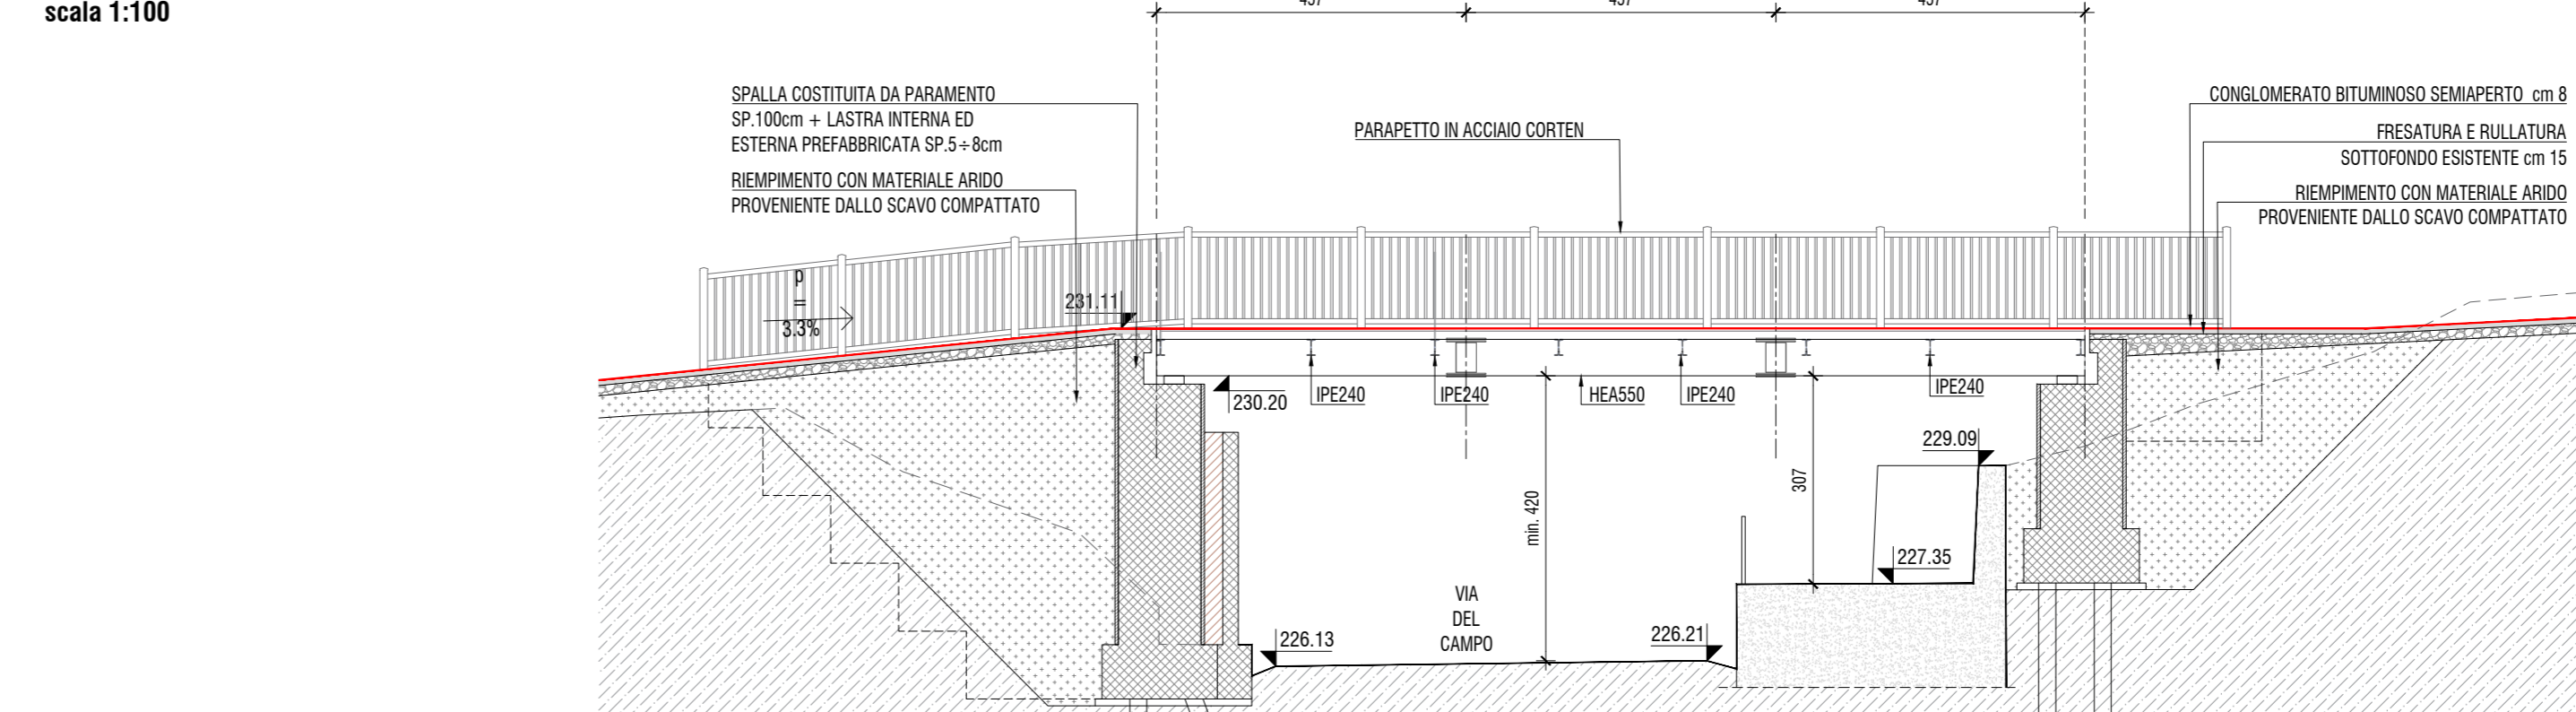 scala 1:100
SPALLA COSTITUITA DA PARAMENTO
SP.100cm + LASTRA INTERNA ED
ESTERNA PREFABBRICATA SP.5÷8cm
RIEMPIMENTO CON MATERIALE ARIDO
PROVENIENTE DALLO SCAVO COMPATTATO
PARAPETTO IN ACCIAIO CORTEN
CONGLOMERATO BITUMINOSO SEMIAPERTO cm 8
FRESATURA E RULLATURA
SOTTOFONDO ESISTENTE cm 15
RIEMPIMENTO CON MATERIALE ARIDO
PROVENIENTE DALLO SCAVO COMPATTATO
p
=
3.3%
231.11
230.20
IPE240
IPE240
HEA550
IPE240
IPE240
229.09
307
min. 420
227.35
VIA
DEL
CAMPO
226.13
226.21